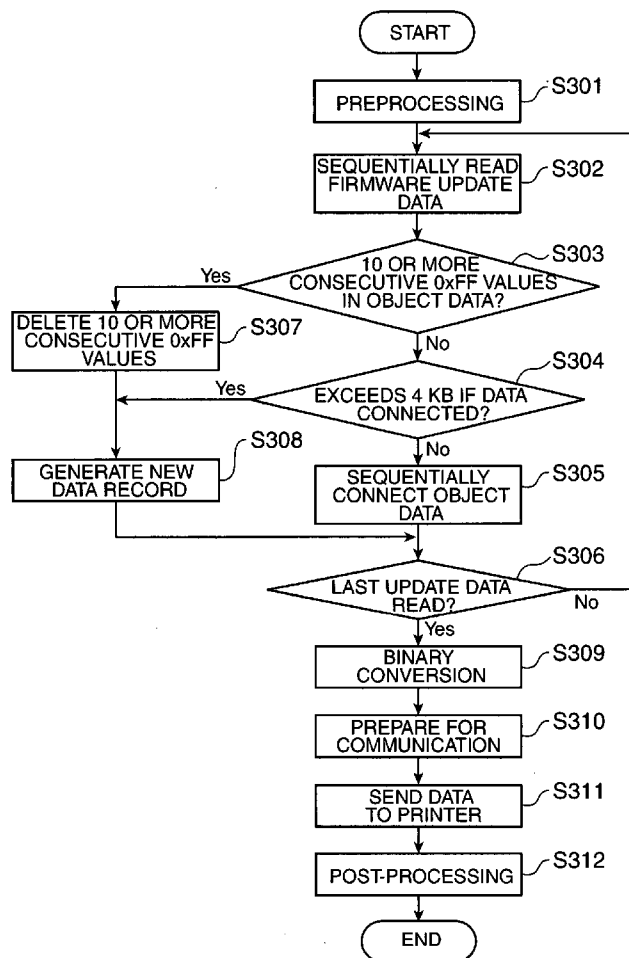 START
PREPROCESSING
S301
SEQUENTIALLY READ
FIRMWARE UPDATE
DATA
S302
10 OR MORE
CONSECUTIVE 0xFF VALUES
IN OBJECT DATA?
S303
Yes
No
DELETE 10 OR MORE
CONSECUTIVE 0xFF
VALUES
S307
EXCEEDS 4 KB IF DATA
CONNECTED?
S304
Yes
No
GENERATE NEW
DATA RECORD
S308
SEQUENTIALLY
CONNECT OBJECT
DATA
S305
LAST UPDATE DATA
READ?
S306
No
Yes
BINARY
CONVERSION
S309
PREPARE FOR
COMMUNICATION
S310
SEND DATA
TO PRINTER
S311
POST-PROCESSING
S312
END